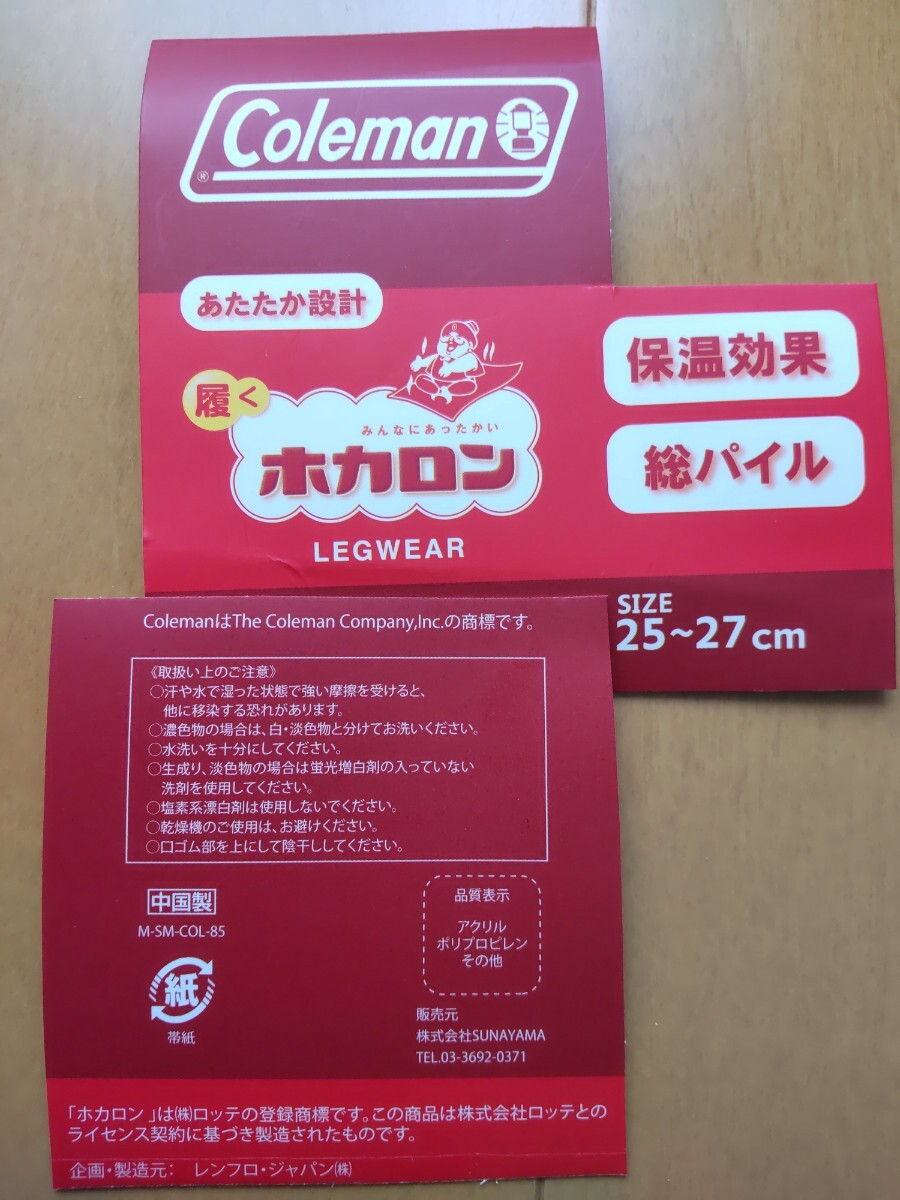 Coleman
®
あたたか設計
履く
みんなにあったかい
ホカロン
LEGWEAR
保温効果
総パイル
SIZE
25~27cm
ColemanはThe Coleman Company,Inc.の商標です。
《取扱い上のご注意》
○汗や水で湿った状態で強い摩擦を受けると、
他に移染する恐れがあります。
○濃色物の場合は、白・淡色物と分けてお洗いください。
○水洗いを十分にしてください。
○生成り、淡色物の場合は蛍光増白剤の入っていない
洗剤を使用してください。
○塩素系漂白剤は使用しないでください。
○乾燥機のご使用は、お避けください。
○口ゴム部を上にして陰干ししてください。
中国製
M-SM-COL-85
紙
帯紙
品質表示
アクリル
ポリプロピレン
その他
販売元
株式会社SUNAYAMA
TEL.03-3692-0371
「ホカロン」は㈱ロッテの登録商標です。この商品は株式会社ロッテとの
ライセンス契約に基づき製造されたものです。
企画・製造元: レンフロ・ジャパン㈱